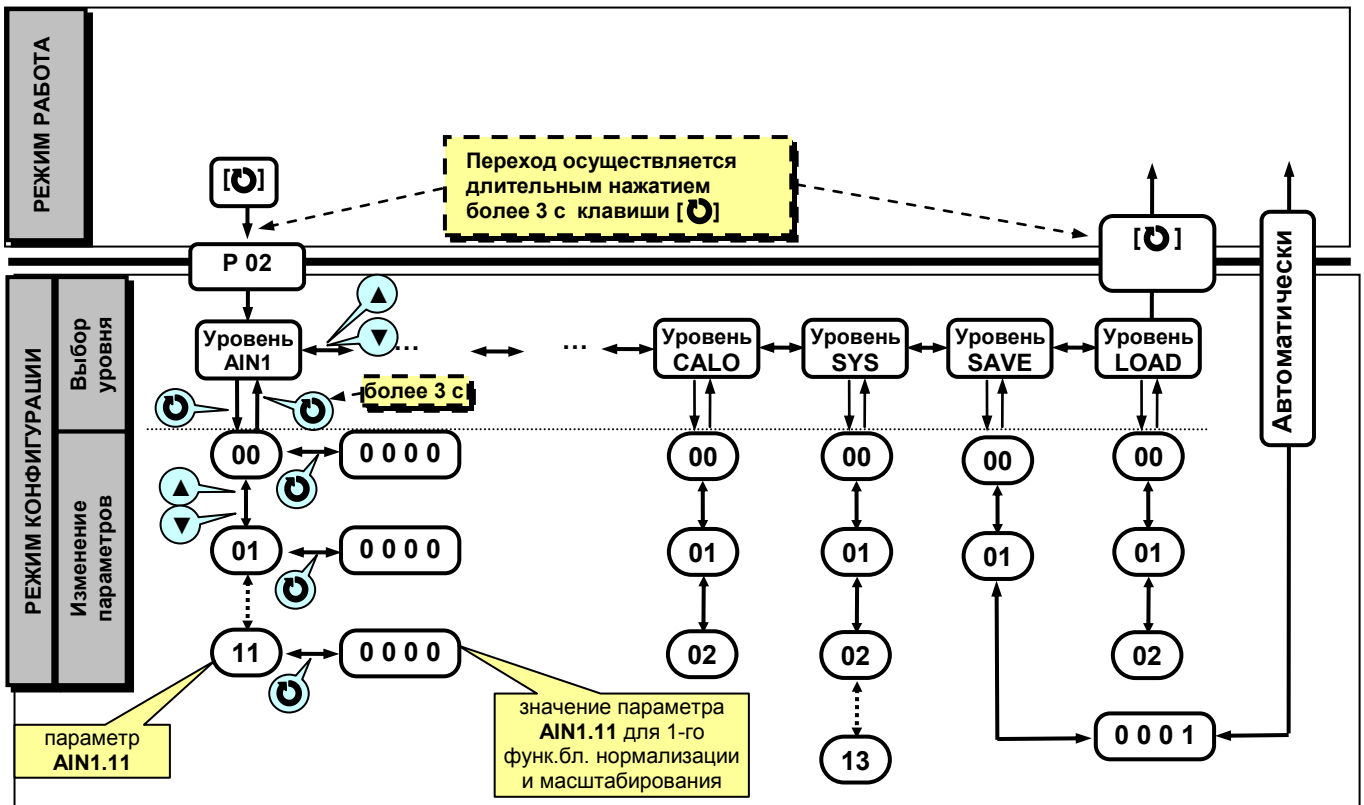 РЕЖИМ РАБОТА
[↻]
Переход осуществляется
длительным нажатием
более 3 с клавиши [↻]
[↻]
Автоматически
P 02
РЕЖИМ КОНФИГУРАЦИИ
Выбор
уровня
Уровень
AIN1
▲
▼
...
...
Уровень
CALO
Уровень
SYS
Уровень
SAVE
Уровень
LOAD
↻
↻
более 3 с
Изменение
параметров
00
0 0 0 0
00
00
00
00
↻
▲
▼
01
0 0 0 0
01
01
01
01
↻
11
0 0 0 0
02
02
02
↻
параметр
AIN1.11
значение параметра
AIN1.11 для 1-го
функ.бл. нормализации
и масштабирования
13
0 0 0 1